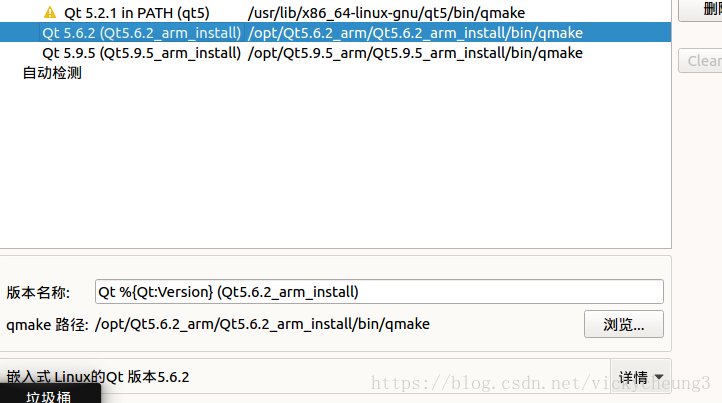 Qt 5.2.1 in PATH (qt5) /usr/lib/x86_64-linux-gnu/qt5/bin/qmake
Qt 5.6.2 (Qt5.6.2_arm_install) /opt/Qt5.6.2_arm/Qt5.6.2_arm_install/bin/qmake
Qt 5.9.5 (Qt5.9.5_arm_install) /opt/Qt5.9.5_arm/Qt5.9.5_arm_install/bin/qmake
自动检测
Clear
版本名称: Qt %{Qt:Version} (Qt5.6.2_arm_install)
qmake 路径: /opt/Qt5.6.2_arm/Qt5.6.2_arm_install/bin/qmake 浏览...
嵌入式 Linux的Qt 版本5.6.2 详情
垃圾桶
https://blog.csdn.net/vickycheung3